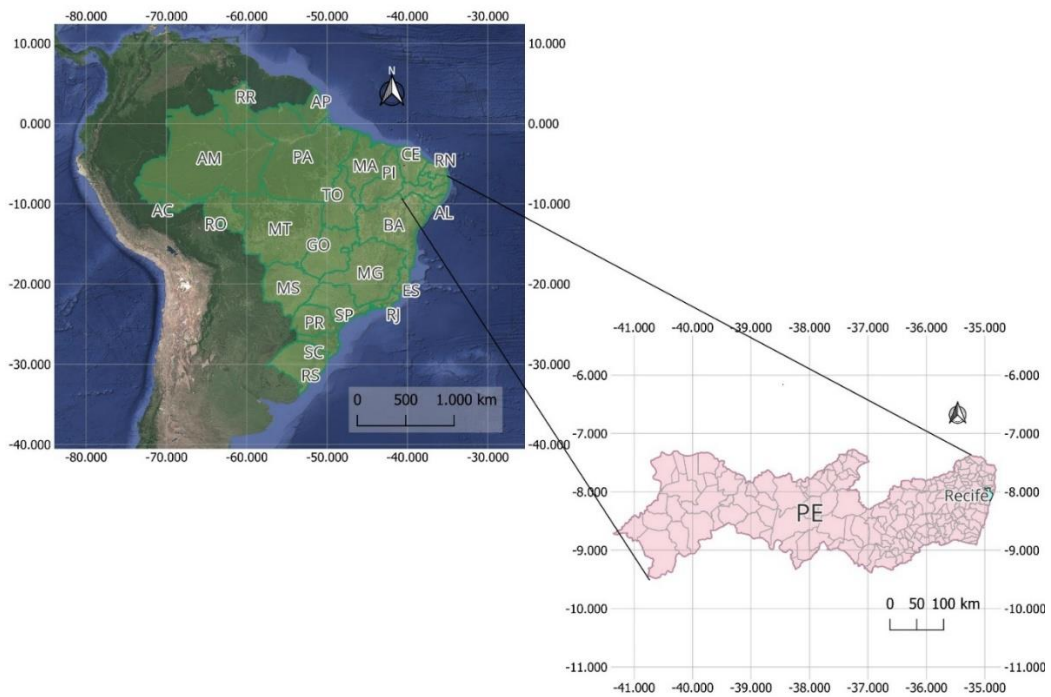 -80.000 -70.000 -60.000 -50.000 -40.000 -30.000
10.000 10.000
N
RR AP
0.000 0.000
AM PA MA CE RN
PI
TO
-10.000 AC -10.000
RO MT BA AL
GO
MS MG
-20.000 -20.000
ES
PR SP RJ
SC
-30.000 -30.000
RS
0 500 1.000 km
-40.000 -40.000
-80.000 -70.000 -60.000 -50.000 -40.000 -30.000
-41.000 -40.000 -39.000 -38.000 -37.000 -36.000 -35.000
-6.000 -6.000
-7.000 -7.000
-8.000 Recife -8.000
PE
-9.000 -9.000
0 50 100 km
-10.000 -10.000
-11.000 -11.000
-41.000 -40.000 -39.000 -38.000 -37.000 -36.000 -35.000